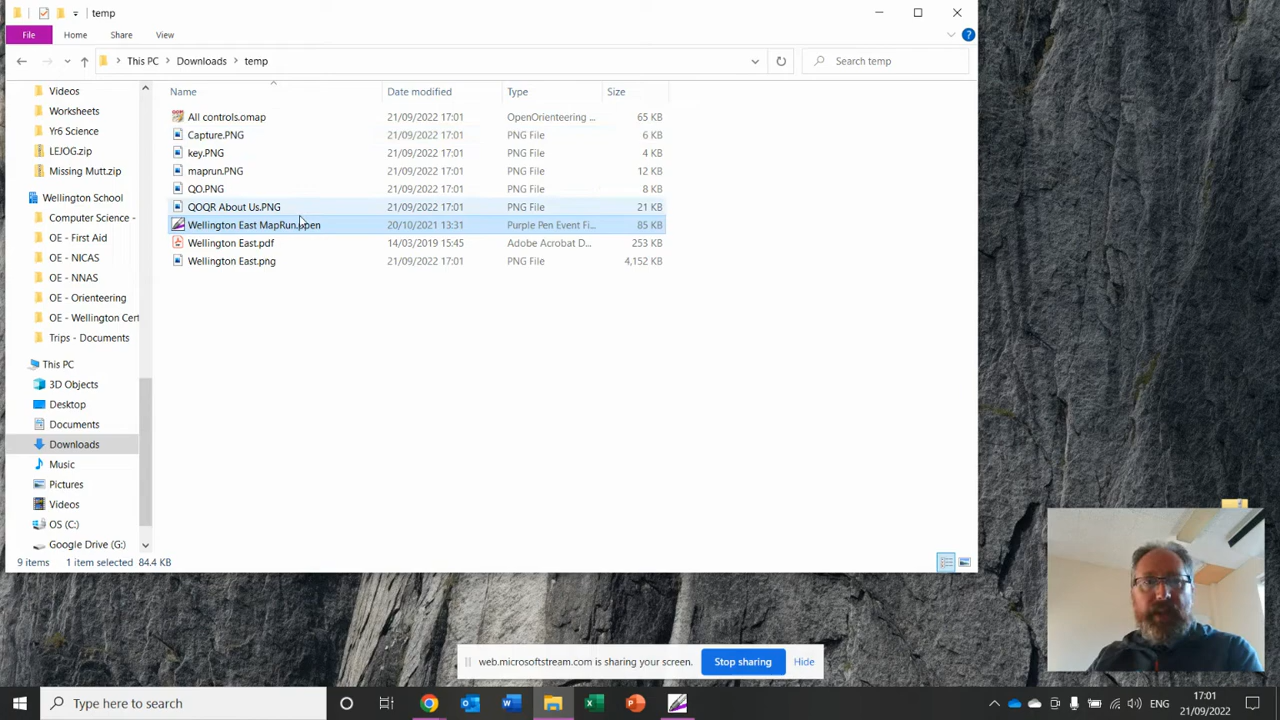 temp
File Home Share View
This PC Downloads temp Search temp
Name Date modified Type Size
All controls.omap 21/09/2022 17:01 OpenOrienteering ... 65 KB
Capture.PNG 21/09/2022 17:01 PNG File 6 KB
key.PNG 21/09/2022 17:01 PNG File 4 KB
maprun.PNG 21/09/2022 17:01 PNG File 12 KB
QO.PNG 21/09/2022 17:01 PNG File 8 KB
QOQR About Us.PNG 21/09/2022 17:01 PNG File 21 KB
Wellington East MapRun.ppen 20/10/2021 13:31 Purple Pen Event Fi... 85 KB
Wellington East.pdf 14/03/2019 15:45 Adobe Acrobat D... 253 KB
Wellington East.png 21/09/2022 17:01 PNG File 4,152 KB
Videos
Worksheets
Yr6 Science
LEJOG.zip
Missing Mutt.zip
Wellington School
Computer Science -
OE - First Aid
OE - NICAS
OE - NNAS
OE - Orienteering
OE - Wellington Cert
Trips - Documents
This PC
3D Objects
Desktop
Documents
Downloads
Music
Pictures
Videos
OS (C:)
Google Drive (G:)
9 items 1 item selected 84.4 KB
web.microsoftstream.com is sharing your screen. Stop sharing Hide
Type here to search
ENG
17:01
21/09/2022